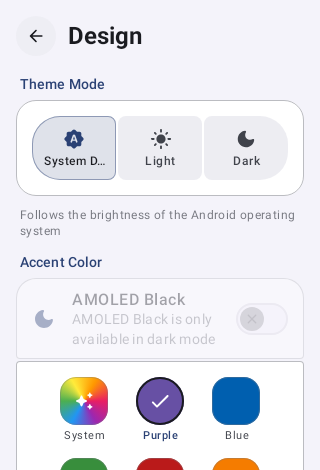 Design
Theme Mode
System D…
Light
Dark
Follows the brightness of the Android operating
system
Accent Color
AMOLED Black
AMOLED Black is only
available in dark mode
System
Purple
Blue